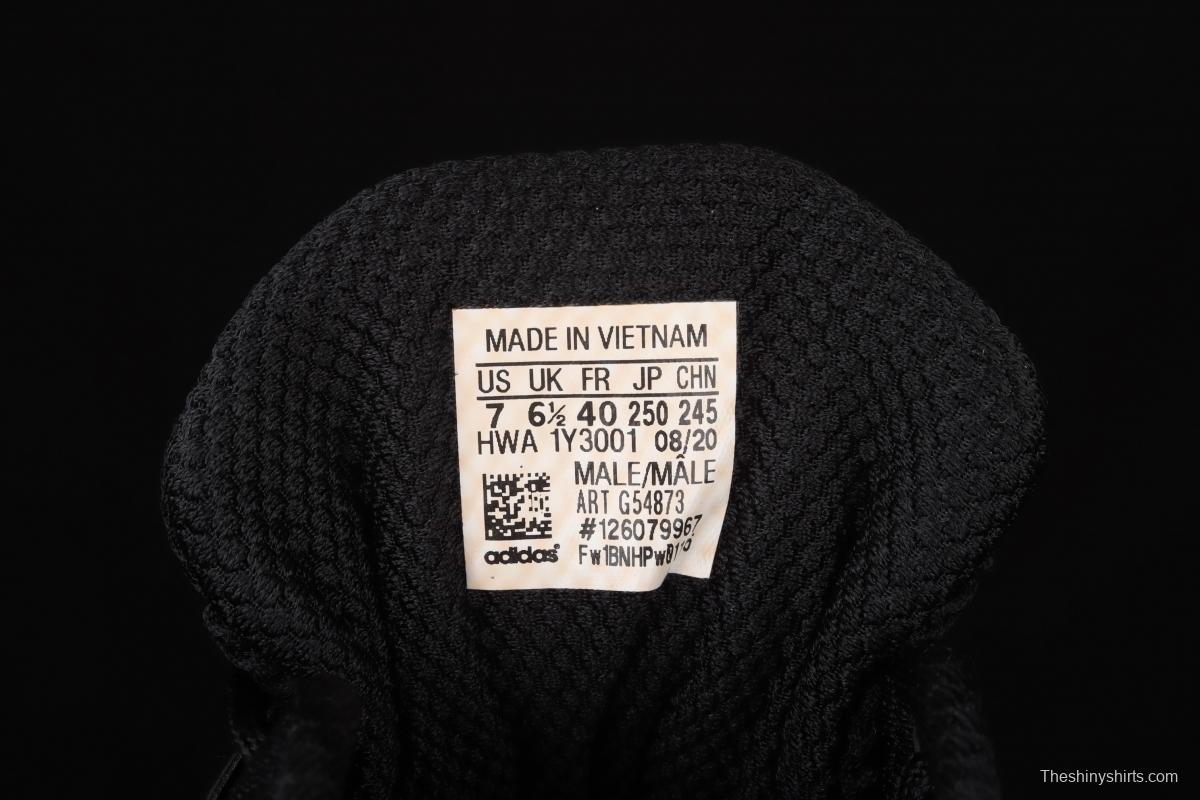 MADE IN VIETNAM
US UK FR JP CHN
7 6½ 40 250 245
HWA 1Y3001 08/20
MALE/MÂLE
ART G54873
#126079967
adidas®
Theshinyshirts.com